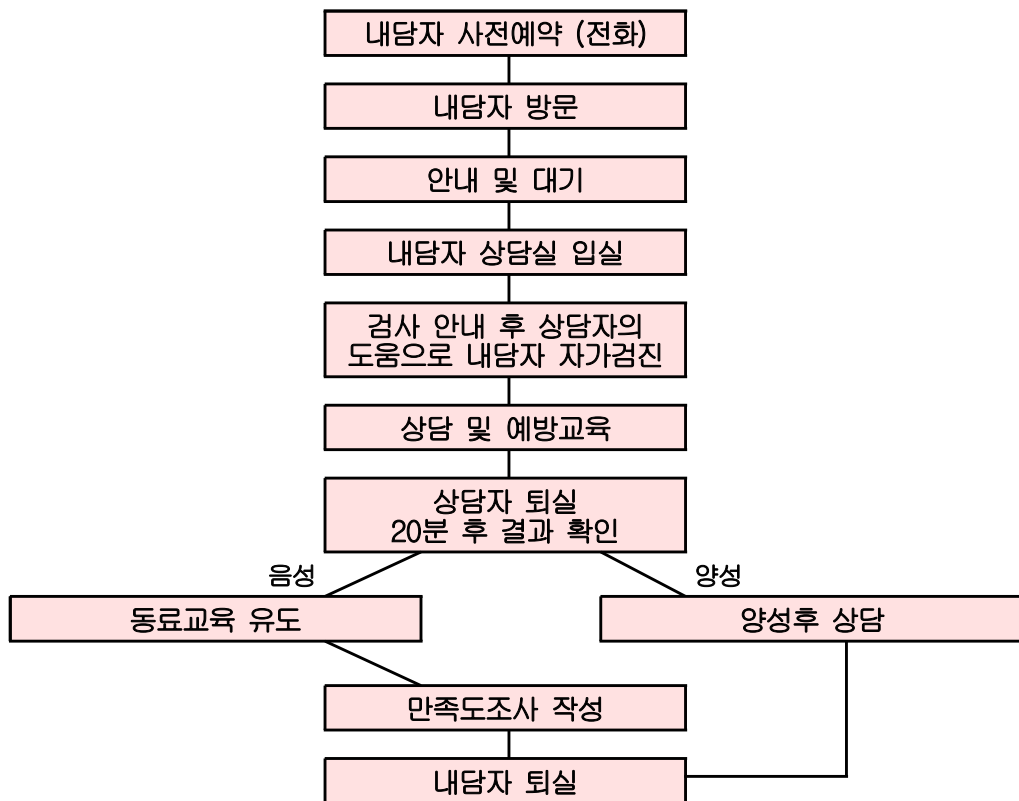 내담자 사전예약 (전화)
내담자 방문
안내 및 대기
내담자 상담실 입실
검사 안내 후 상담자의
도움으로 내담자 자가검진
상담 및 예방교육
상담자 퇴실
20분 후 결과 확인
음성
양성
동료교육 유도
양성후 상담
만족도조사 작성
내담자 퇴실